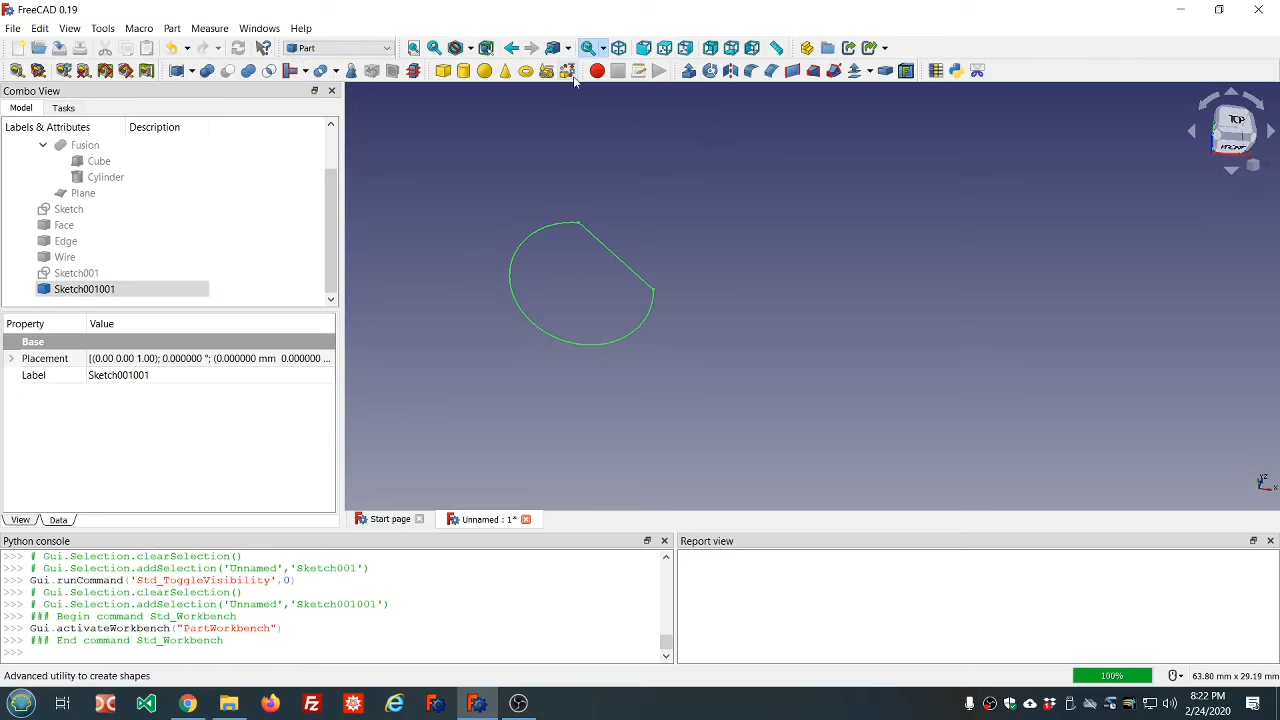 FreeCAD 0.19
File Edit View Tools Macro Part Measure Windows Help
Part
Combo View
Model Tasks
Labels & Attributes Description
Fusion
Cube
Cylinder
Plane
Sketch
Face
Edge
Wire
Sketch001
Sketch001001
Property Value
Base
Placement [(0.00 0.00 1.00); 0.000000 °; (0.000000 mm 0.000000 ...
Label Sketch001001
View Data
TOP
FRONT
Start page Unnamed : 1*
Python console
>>> # Gui.Selection.clearSelection()
>>> # Gui.Selection.addSelection('Unnamed','Sketch001')
>>> Gui.runCommand('Std_ToggleVisibility',0)
>>> # Gui.Selection.clearSelection()
>>> # Gui.Selection.addSelection('Unnamed','Sketch001001')
>>> ### Begin command Std_Workbench
>>> Gui.activateWorkbench("PartWorkbench")
>>> ### End command Std_Workbench
>>>
Report view
Advanced utility to create shapes
100%
63.80 mm x 29.19 mm
8:22 PM
2/24/2020